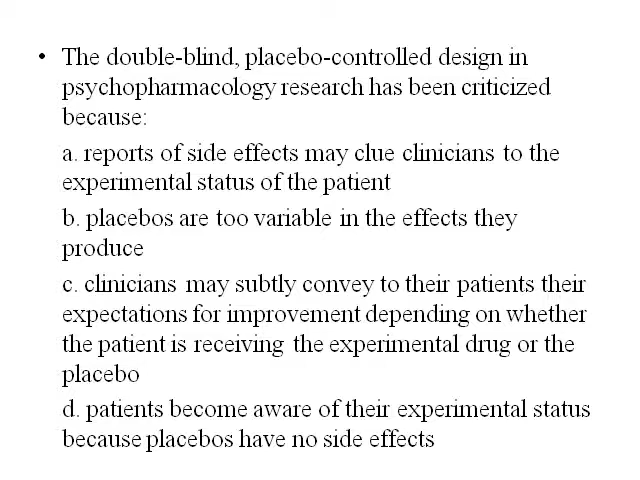 • The double-blind, placebo-controlled design in
psychopharmacology research has been criticized
because:
a. reports of side effects may clue clinicians to the
experimental status of the patient
b. placebos are too variable in the effects they
produce
c. clinicians may subtly convey to their patients their
expectations for improvement depending on whether
the patient is receiving the experimental drug or the
placebo
d. patients become aware of their experimental status
because placebos have no side effects